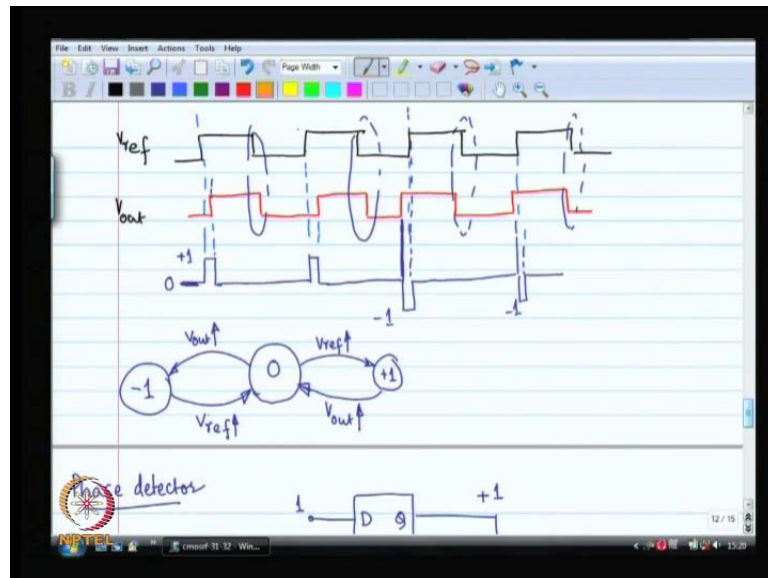 File Edit View Insert Actions Tools Help
Page Width
B I
Vref
Vout
+1
0
-1 -1
Vout↑ Vref↑
-1 0 +1
Vref↑ Vout↑
Phase detector
1 D Q +1
12 / 15
NPTEL
cmosrf-31-32 - Win...
15:20